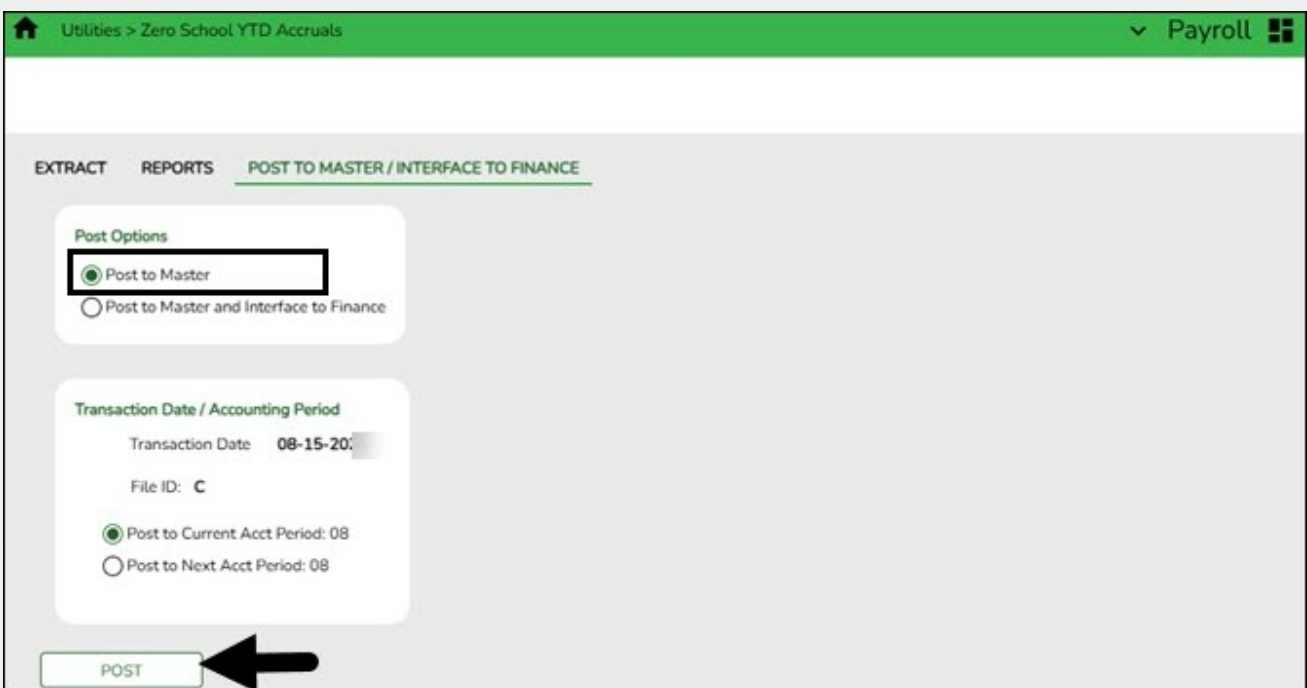 Utilities > Zero School YTD Accruals
Payroll
EXTRACT REPORTS POST TO MASTER / INTERFACE TO FINANCE
Post Options
Post to Master
Post to Master and Interface to Finance
Transaction Date / Accounting Period
Transaction Date
File ID: C
Post to Current Acct Period: 08
Post to Next Acct Period: 08
POST